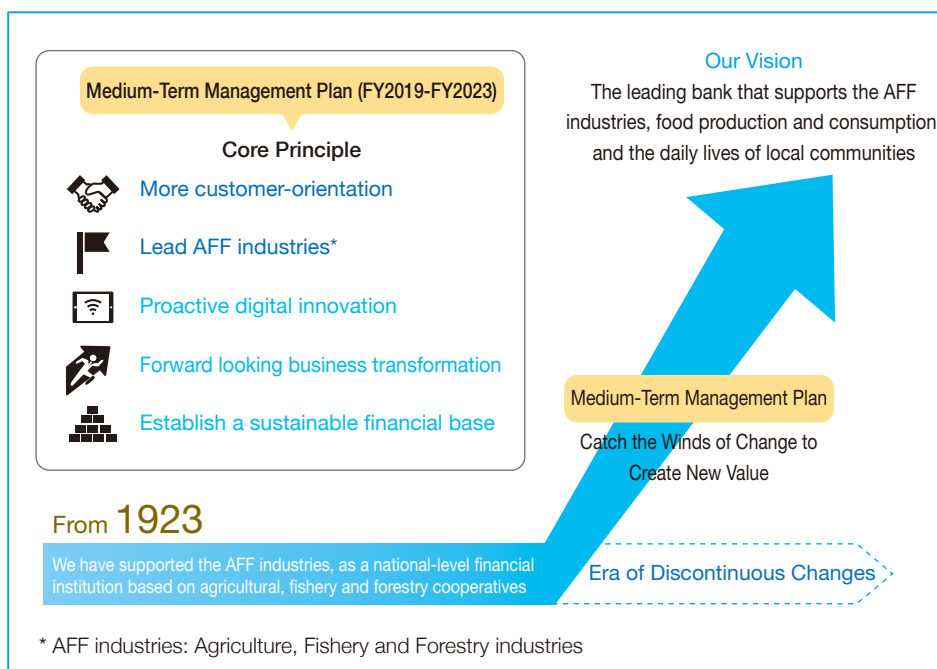 Medium-Term Management Plan (FY2019-FY2023)
Core Principle
More customer-orientation
Lead AFF industries*
Proactive digital innovation
Forward looking business transformation
Establish a sustainable financial base
Our Vision
The leading bank that supports the AFF
industries, food production and consumption
and the daily lives of local communities
Medium-Term Management Plan
Catch the Winds of Change to
Create New Value
From 1923
We have supported the AFF industries, as a national-level financial
institution based on agricultural, fishery and forestry cooperatives
Era of Discontinuous Changes
* AFF industries: Agriculture, Fishery and Forestry industries